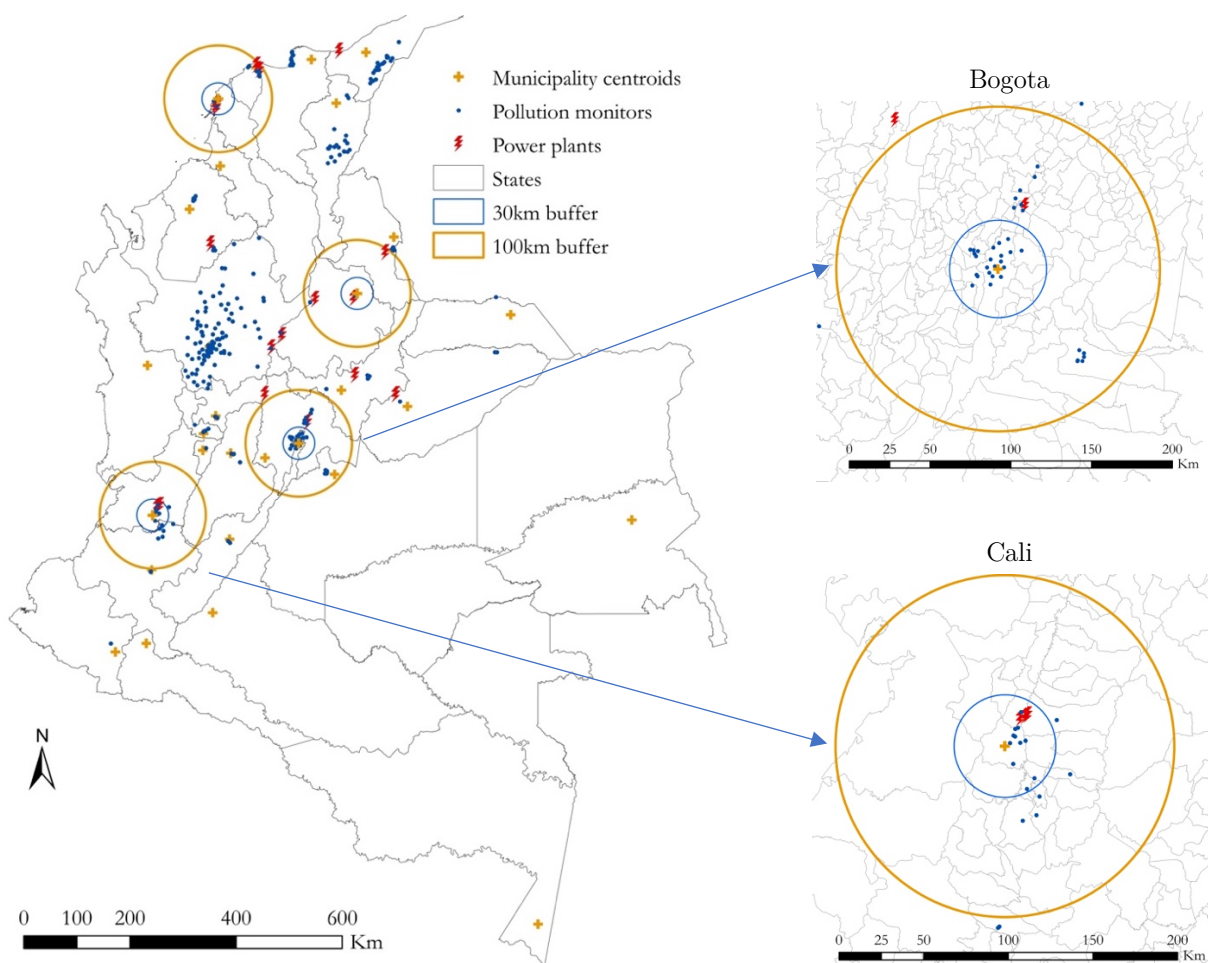 Municipality centroids
Pollution monitors
Power plants
States
30km buffer
100km buffer
N
0 100 200 400 600
Km
Bogota
0 25 50 100 150 200
Km
Cali
0 25 50 100 150 200
Km